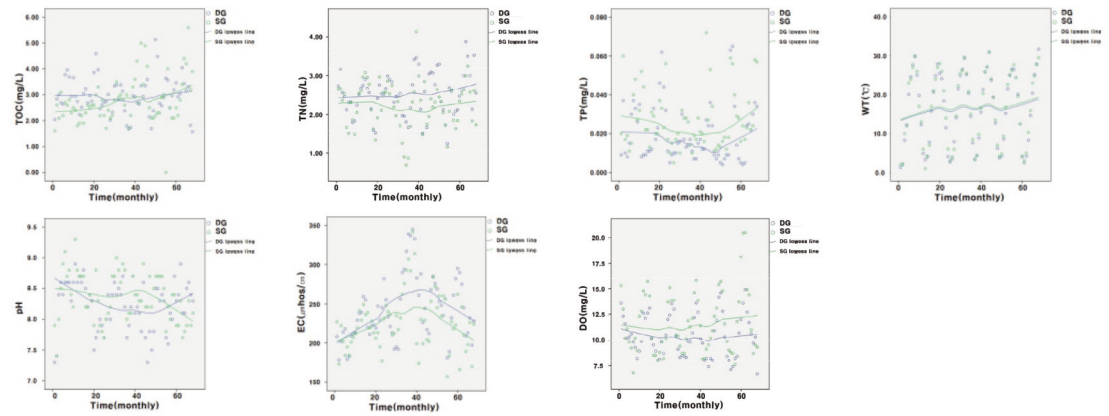 TOC(mg/L)
6.00
5.00
4.00
3.00
2.00
1.00
0.00
0
20
40
60
Time(monthly)
DG
SG
DG lowess line
SG lowess line
TN(mg/L)
4.00
3.00
2.00
1.00
0
20
40
60
Time(monthly)
DG
SG
DG lowess line
SG lowess line
TP(mg/L)
0.080
0.060
0.040
0.020
0.000
0
20
40
60
Time(monthly)
DG
SG
DG lowess line
SG lowess line
WT(℃)
40.0
30.0
20.0
10.0
0.0
0
20
40
60
Time(monthly)
DG
SG
DG lowess line
SG lowess line
pH
9.5
9.0
8.5
8.0
7.5
7.0
0
20
40
60
Time(monthly)
DG
SG
DG lowess line
SG lowess line
EC(㎛hos/㎝)
350
300
250
200
150
0
20
40
60
Time(monthly)
DG
SG
DG lowess line
SG lowess line
DO(mg/L)
20.0
17.5
15.0
12.5
10.0
7.5
0
20
40
60
Time(monthly)
DG
SG
DG lowess line
SG lowess line